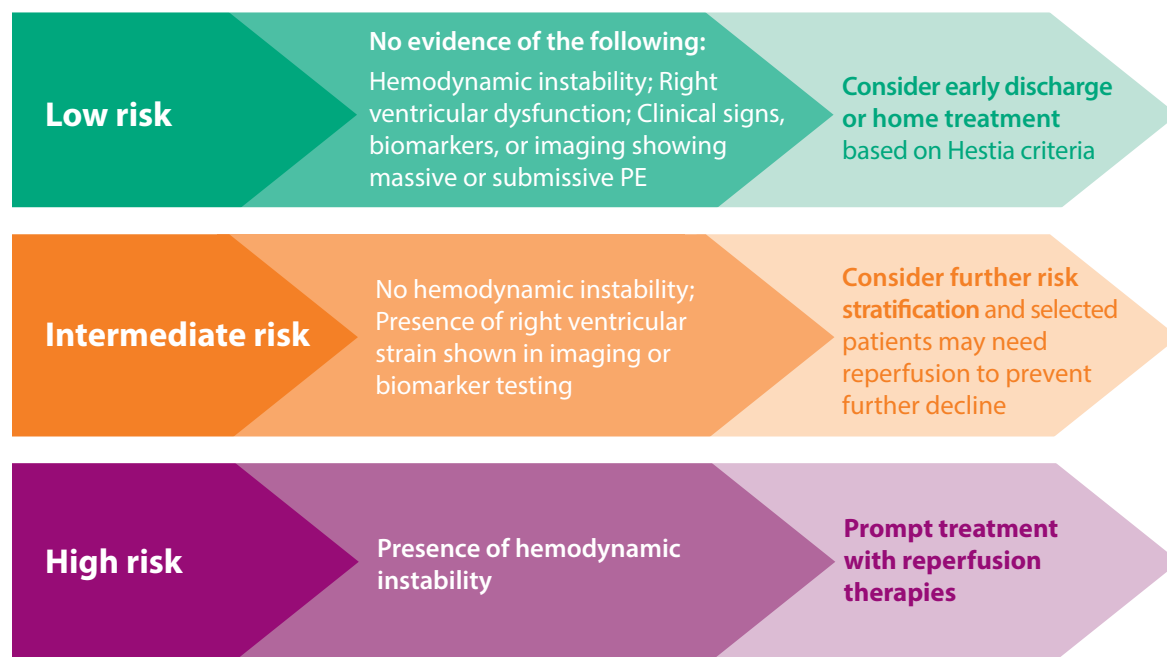 Low risk
No evidence of the following:
Hemodynamic instability; Right
ventricular dysfunction; Clinical signs,
biomarkers, or imaging showing
massive or submissive PE
Consider early discharge
or home treatment
based on Hestia criteria
Intermediate risk
No hemodynamic instability;
Presence of right ventricular
strain shown in imaging or
biomarker testing
Consider further risk
stratification and selected
patients may need
reperfusion to prevent
further decline
High risk
Presence of hemodynamic
instability
Prompt treatment
with reperfusion
therapies